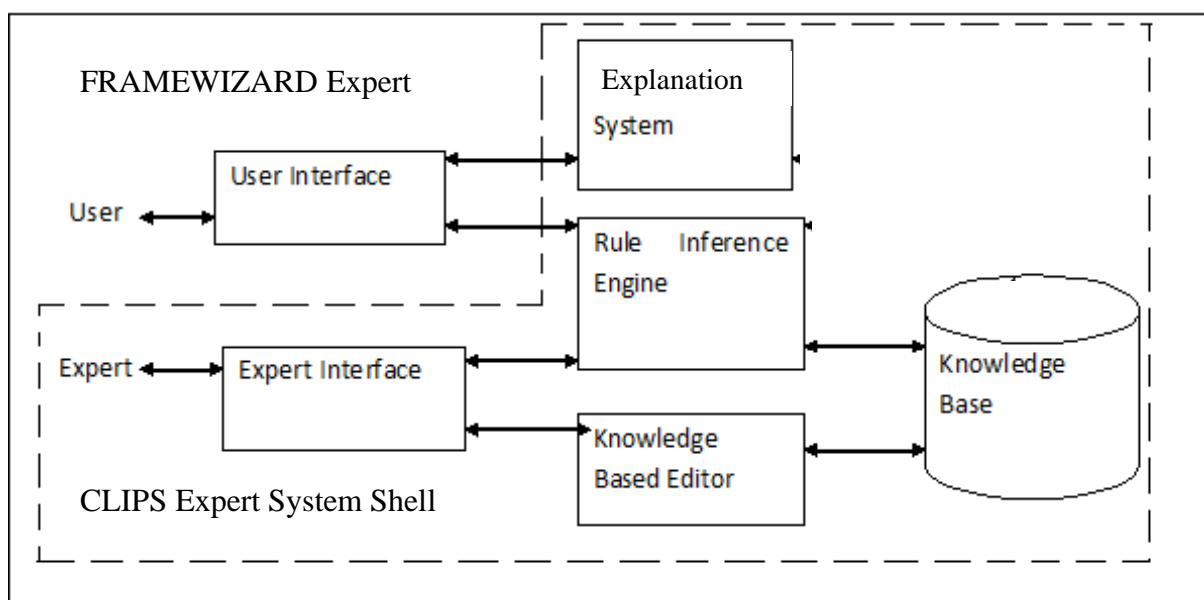 FRAMEWIZARD Expert
Explanation
System
User Interface
User
Rule Inference
Engine
Expert
Expert Interface
Knowledge
Base
Knowledge
Based Editor
CLIPS Expert System Shell